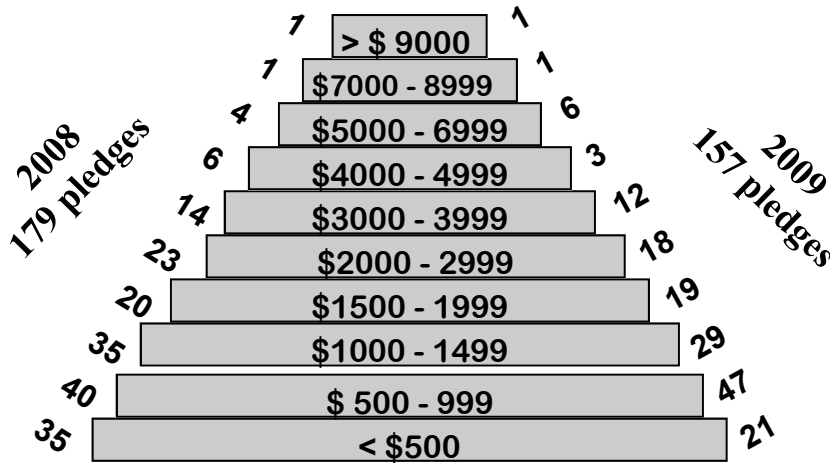 1 > $ 9000 1
1 $7000 - 8999 1
4 $5000 - 6999 6
6 $4000 - 4999 3
14 $3000 - 3999 12
23 $2000 - 2999 18
20 $1500 - 1999 19
35 $1000 - 1499 29
40 $ 500 - 999 47
35 < $500 21
2008
179 pledges
2009
157 pledges